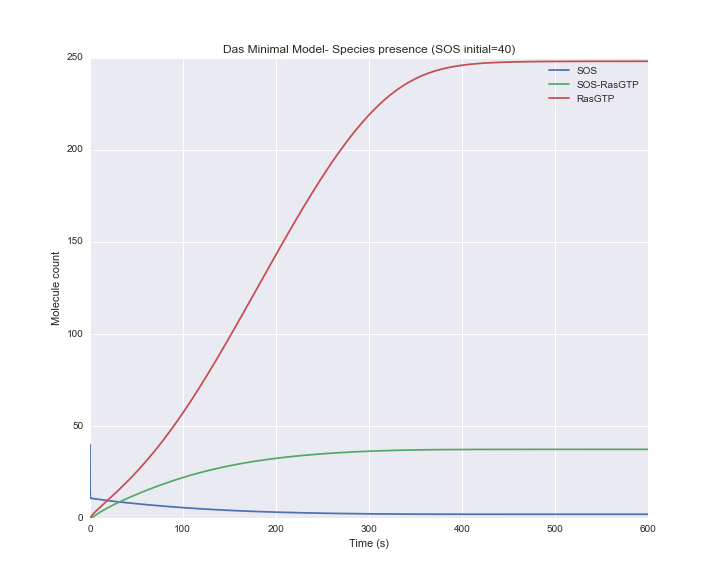 Das Minimal Model- Species presence (SOS initial=40)
250
200
150
100
50
0
Molecule count
SOS
SOS-RasGTP
RasGTP
0 100 200 300 400 500 600
Time (s)